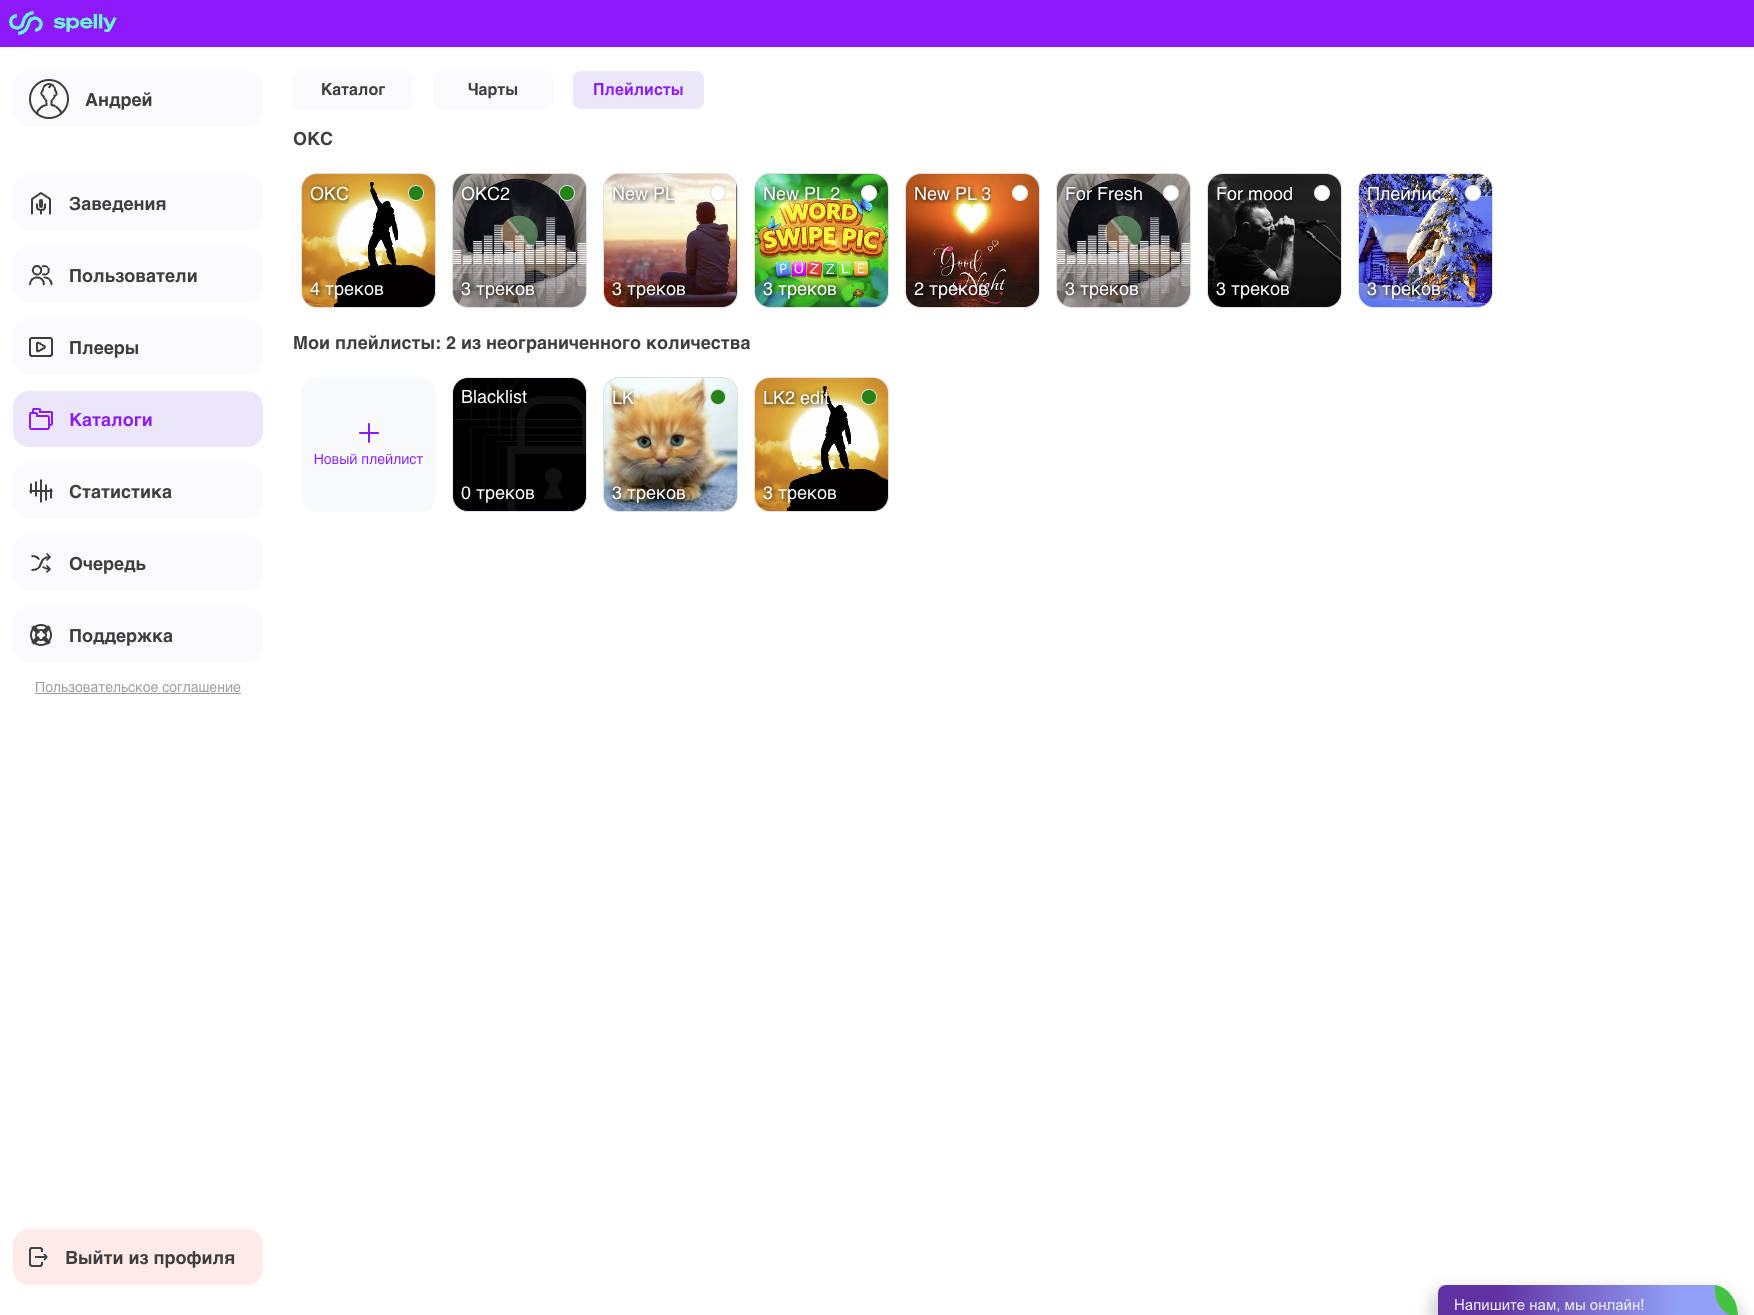 spelly
Андрей
Заведения
Пользователи
Плееры
Каталоги
Статистика
Очередь
Поддержка
Пользовательское соглашение
Выйти из профиля
Каталог
Чарты
Плейлисты
ОКС
ОКС
4 треков
ОКС2
3 треков
New PL
3 треков
New PL 2
WORD
SWIPE PIC
PUZZLE
3 треков
New PL 3
Good
Night
2 треков
For Fresh
3 треков
For mood
3 треков
Плейлис...
3 треков
Мои плейлисты: 2 из неограниченного количества
Новый плейлист
Blacklist
0 треков
LK
3 треков
LK2 edit
3 треков
Напишите нам, мы онлайн!